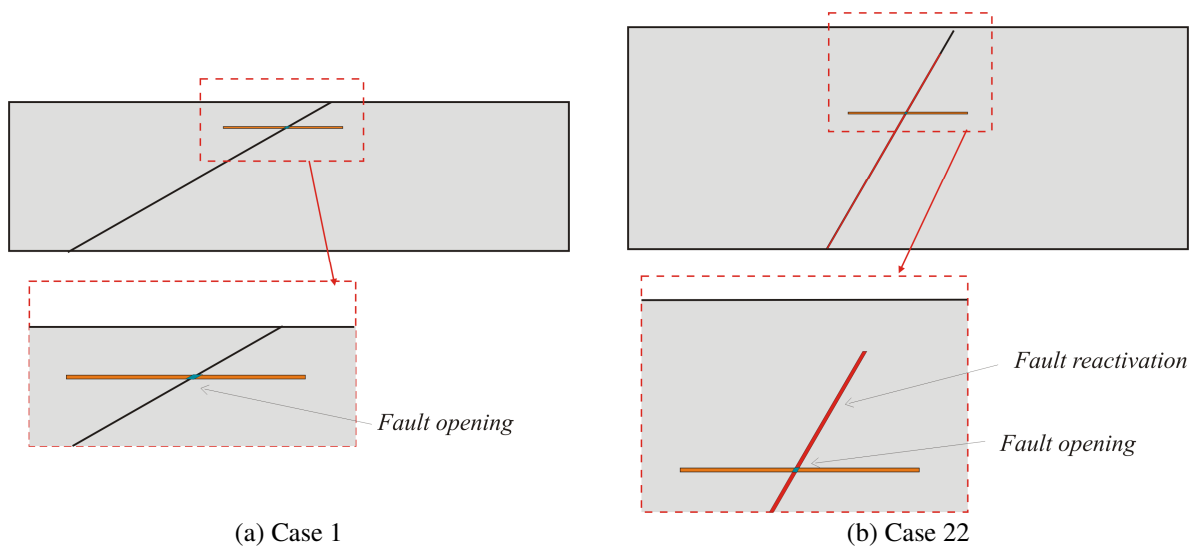 Fault opening
(a) Case 1
Fault reactivation
Fault opening
(b) Case 22